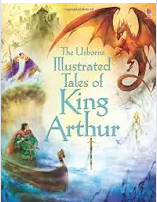 The Usborne
Illustrated
Tales of
King
Arthur